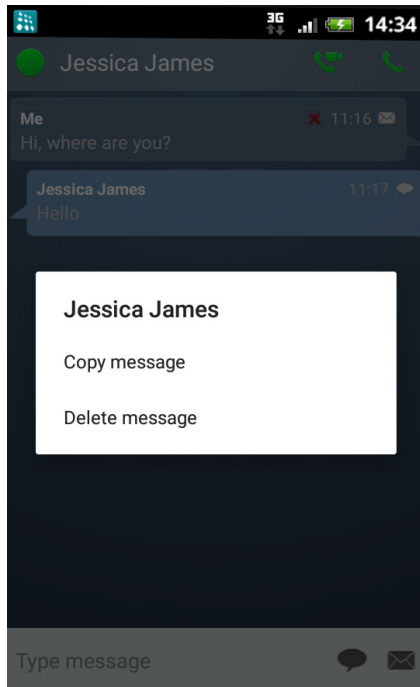 3G 14:34
Jessica James
Me 11:16
Hi, where are you?
Jessica James 11:17
Hello
Jessica James
Copy message
Delete message
Type message